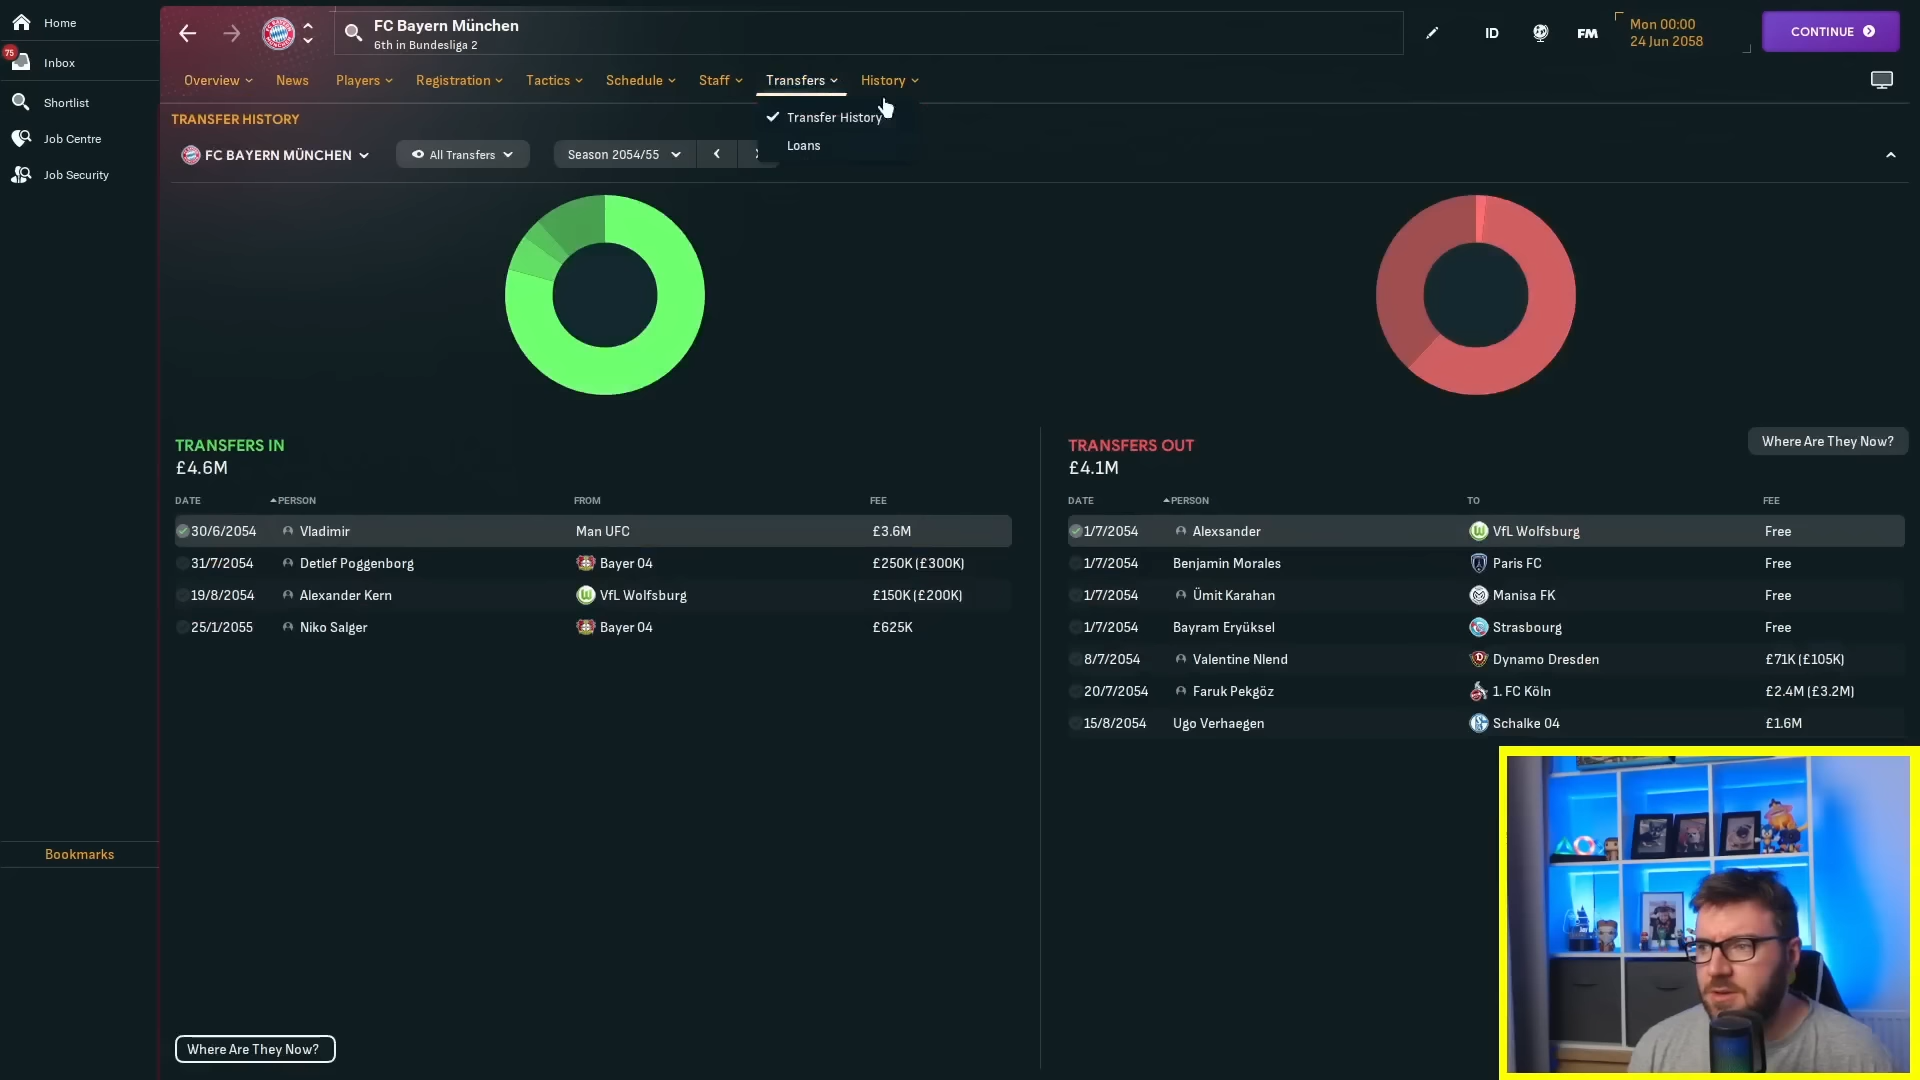 Home
75
Inbox
Shortlist
Job Centre
Job Security
Bookmarks
FC Bayern München
6th in Bundesliga 2
ID
FM
Mon 00:00
24 Jun 2058
CONTINUE
Overview
News
Players
Registration
Tactics
Schedule
Staff
Transfers
History
Transfer History
Loans
TRANSFER HISTORY
FC BAYERN MÜNCHEN
All Transfers
Season 2054/55
TRANSFERS IN
£4.6M
DATE PERSON FROM FEE
30/6/2054 Vladimir Man UFC £3.6M
31/7/2054 Detlef Poggenborg Bayer 04 £250K (£300K)
19/8/2054 Alexander Kern VfL Wolfsburg £150K (£200K)
25/1/2055 Niko Salger Bayer 04 £625K
Where Are They Now?
TRANSFERS OUT
£4.1M
Where Are They Now?
DATE PERSON TO FEE
1/7/2054 Alexsander VfL Wolfsburg Free
1/7/2054 Benjamin Morales Paris FC Free
1/7/2054 Ümit Karahan Manisa FK Free
1/7/2054 Bayram Eryüksel Strasbourg Free
8/7/2054 Valentine Nlend Dynamo Dresden £71K (£105K)
20/7/2054 Faruk Pekgöz 1. FC Köln £2.4M (£3.2M)
15/8/2054 Ugo Verhaegen Schalke 04 £1.6M